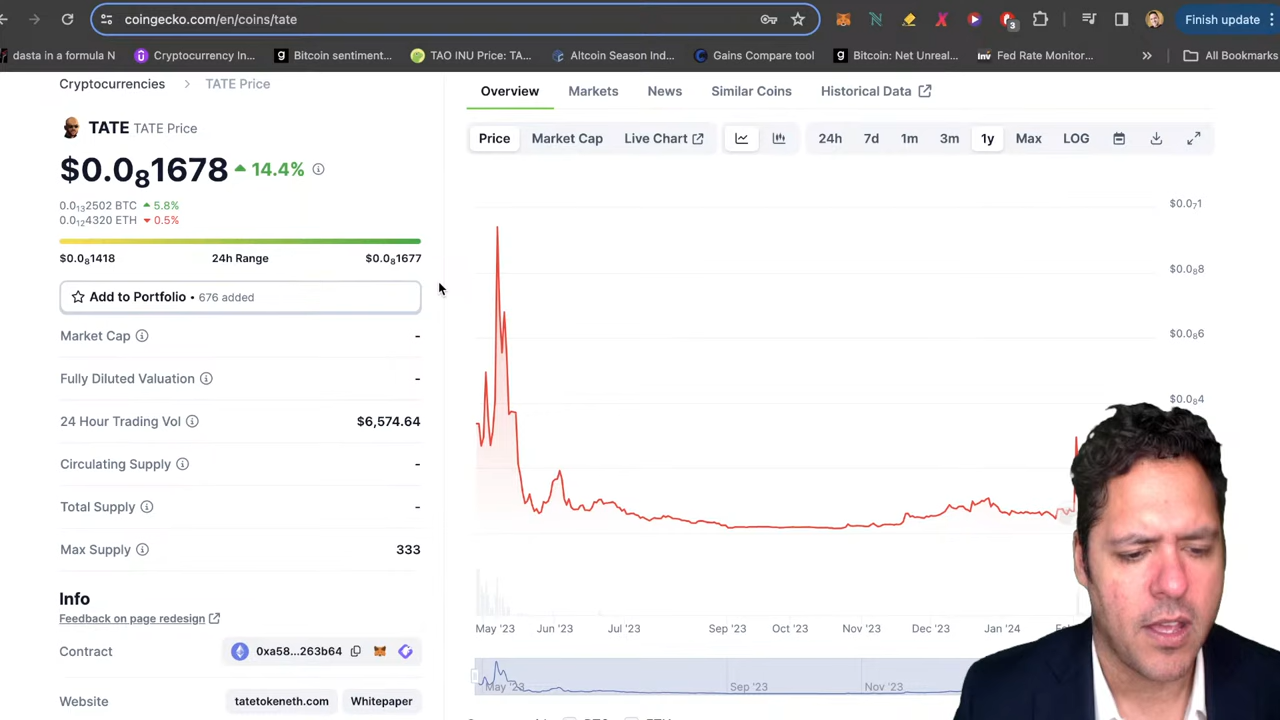 coingecko.com/en/coins/tate
3
Finish update
dasta in a formula N
Cryptocurrency In...
Bitcoin sentiment...
TAO INU Price: TA...
Altcoin Season Ind...
Gains Compare tool
Bitcoin: Net Unreal...
Fed Rate Monitor...
»
All Bookmarks
Cryptocurrencies > TATE Price
Overview
Markets
News
Similar Coins
Historical Data
TATE TATE Price
Price
Market Cap
Live Chart
24h
7d
1m
3m
1y
Max
LOG
$0.0₈1678 14.4%
0.0₁₃2502 BTC 5.8%
0.0₁₂4320 ETH 0.5%
$0.0₈1418
24h Range
$0.0₈1677
Add to Portfolio • 676 added
Market Cap -
Fully Diluted Valuation -
24 Hour Trading Vol $6,574.64
Circulating Supply -
Total Supply -
Max Supply 333
Info
Feedback on page redesign
Contract 0xa58...263b64
Website tatetokeneth.com Whitepaper
$0.0₇1
$0.0₈8
$0.0₈6
$0.0₈4
May '23
Jun '23
Jul '23
Sep '23
Oct '23
Nov '23
Dec '23
Jan '24
May '23
Sep '23
Nov '23